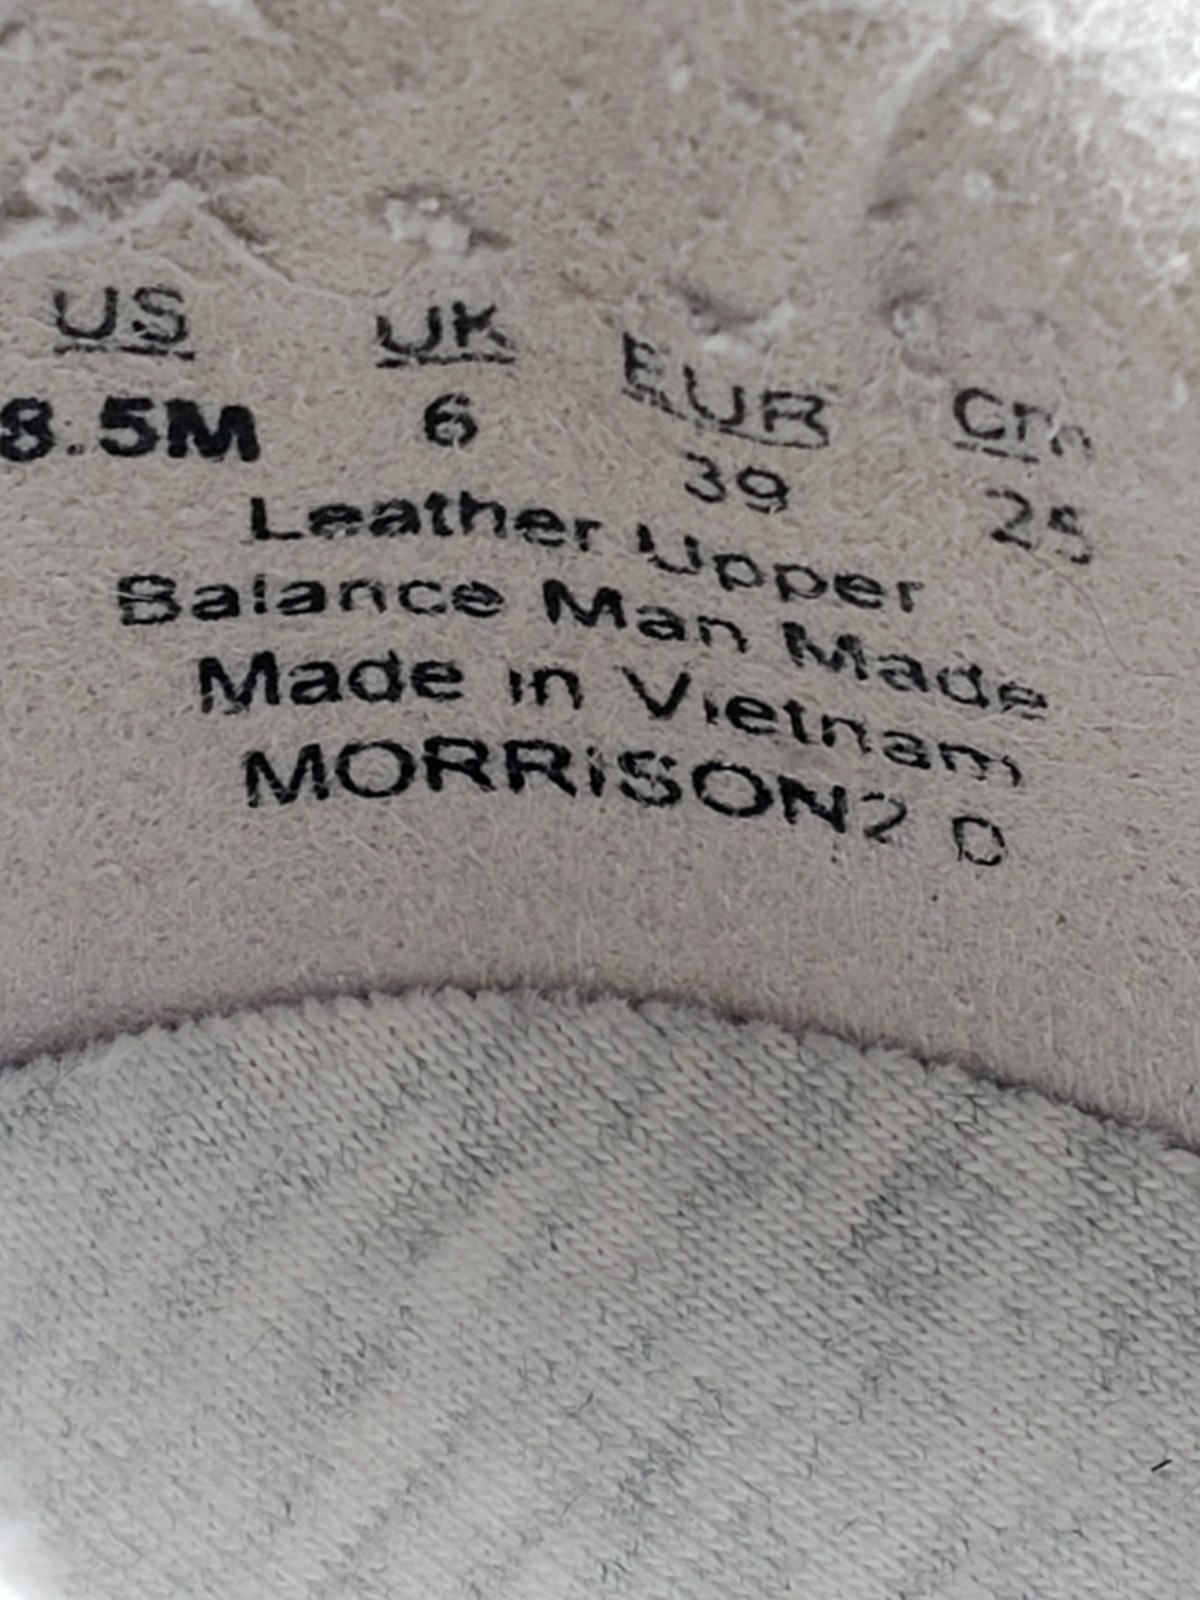 US UK EUR Cm
8.5M 6 39 25
Leather Upper
Balance Man Made
Made in Vietnam
MORRISON2 0